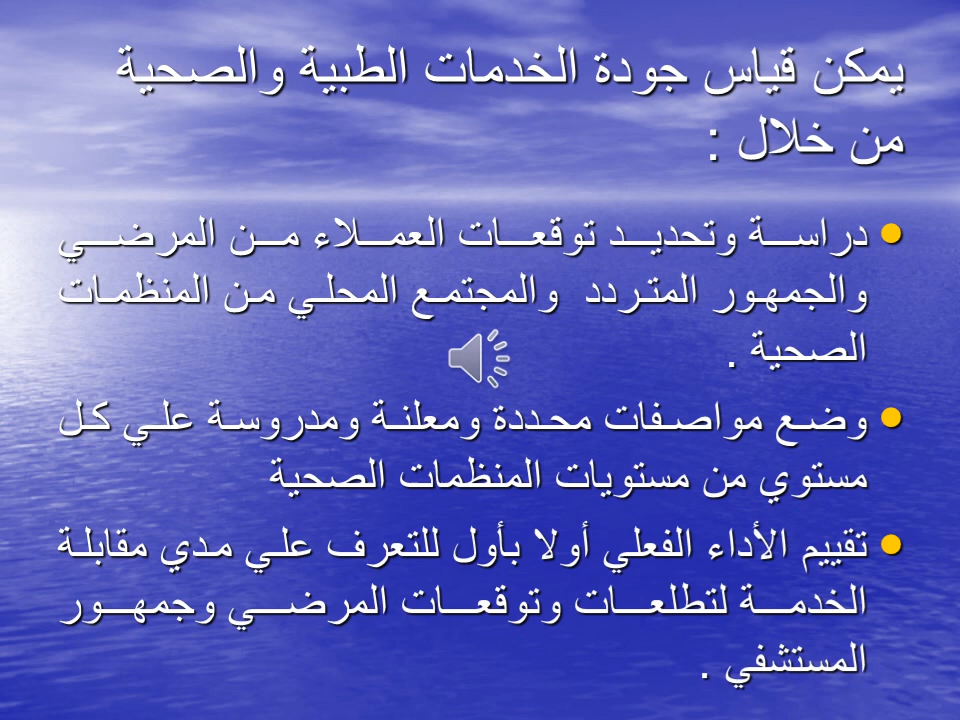 يمكن قياس جودة الخدمات الطبية والصحية
من خلال :
• دراسة وتحديد توقعات العملاء من المرضي
والجمهور المتردد والمجتمع المحلي من المنظمات
الصحية .
• وضع مواصفات محددة ومعلنة ومدروسة علي كل
مستوي من مستويات المنظمات الصحية
• تقييم الأداء الفعلي أولا بأول للتعرف علي مدي مقابلة
الخدمة لتطلعات وتوقعات المرضي وجمهور
المستشفي .